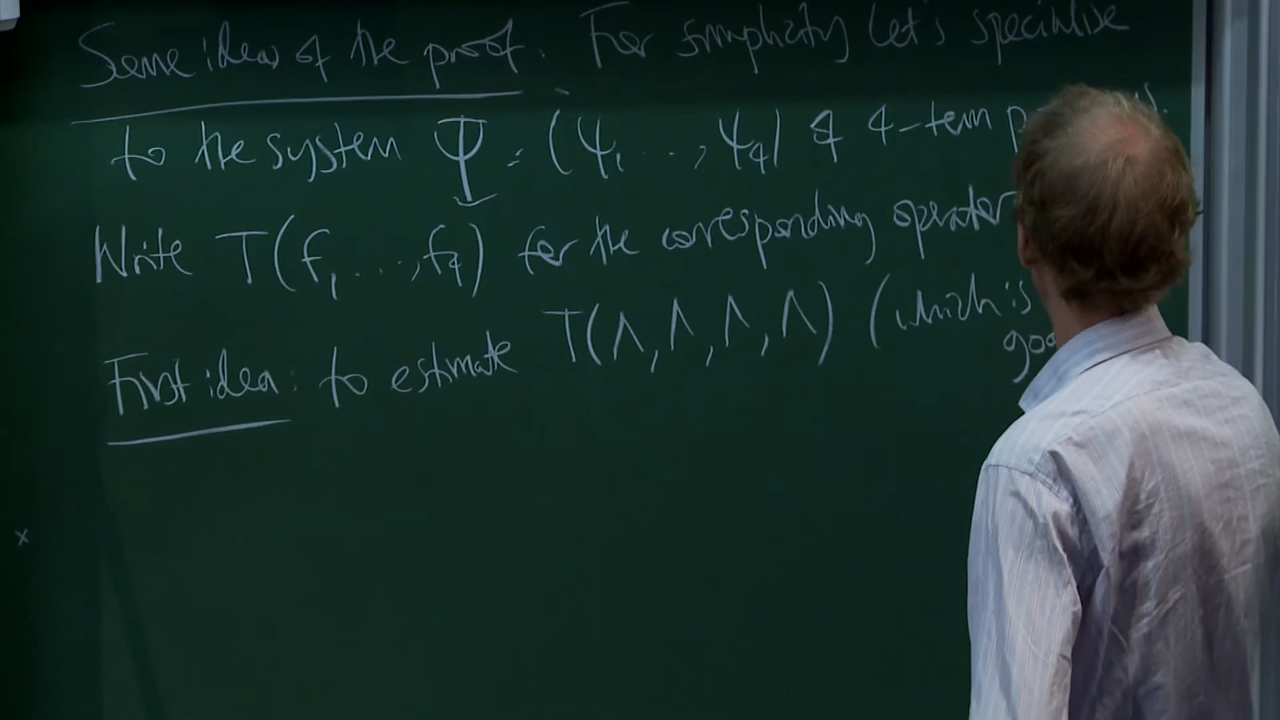 Some ideas of the proof. For simplicity let's specialise
to the system Ψ = (ψ₁ ..., ψ₄) of 4-term
Write T(f₁, ..., f₄) for the corresponding operator
First idea: to estimate T(Λ, Λ, Λ, Λ) (which is